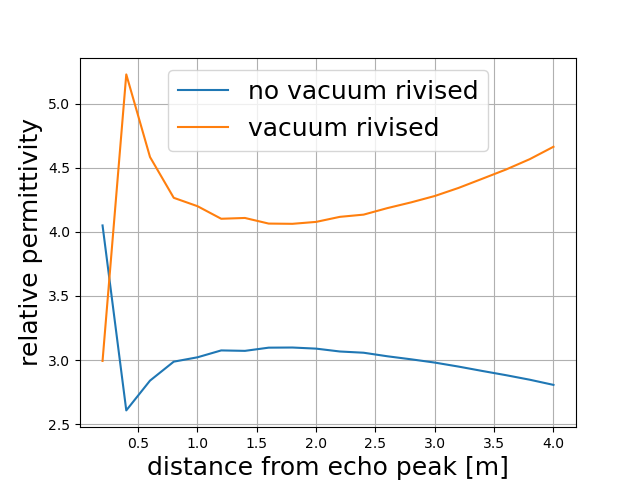 no vacuum rivised
vacuum rivised
relative permittivity
5.0
4.5
4.0
3.5
3.0
2.5
0.5 1.0 1.5 2.0 2.5 3.0 3.5 4.0
distance from echo peak [m]